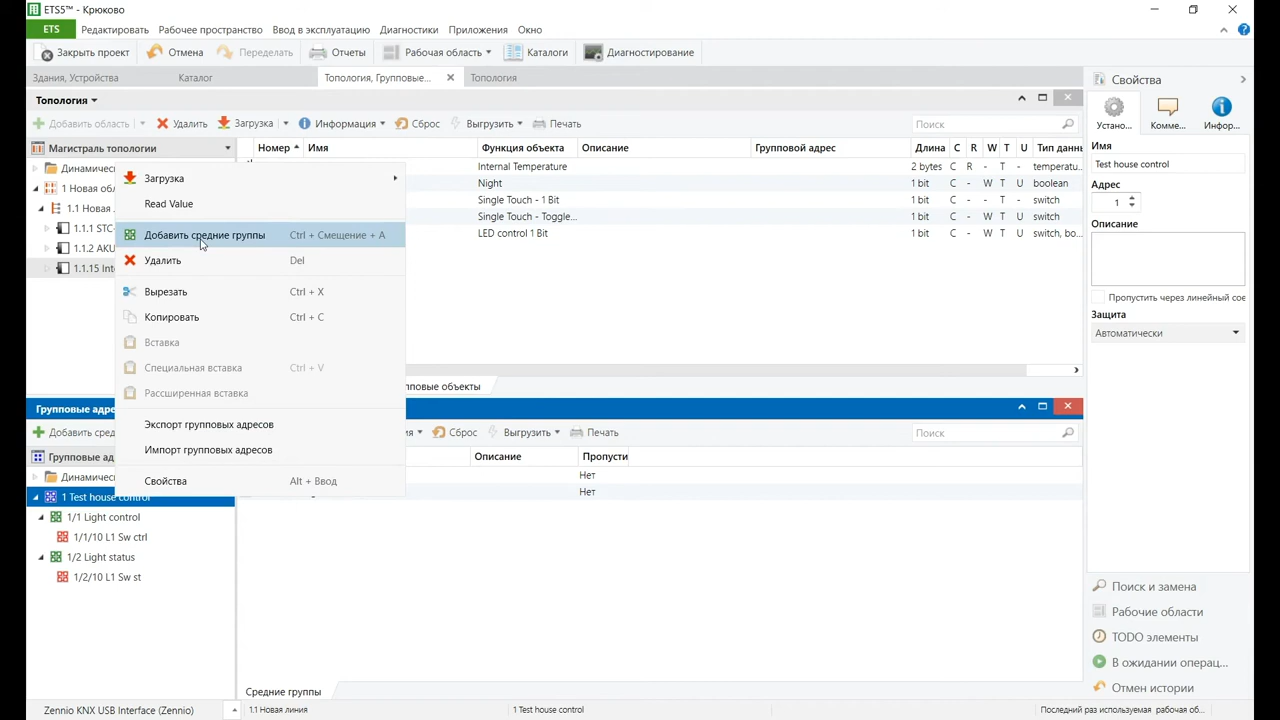 ETS5™ - Крюково
ETS Редактировать Рабочее пространство Ввод в эксплуатацию Диагностики Приложения Окно
Закрыть проект Отмена Переделать Отчеты Рабочая область Каталоги Диагностирование
Здания, Устройства Каталог Топология, Групповые... Топология
Свойства
Топология
Добавить область Удалить Загрузка Информация Сброс Выгрузить Печать Поиск
Устано... Комме... Инфор...
Магистраль топологии
Номер Имя Функция объекта Описание Групповой адрес Длина C R W T U Тип данн
Имя
Test house control
Адрес
1
Описание
Пропустить через линейный сое
Защита
Автоматически
Динамическ
1 Новая обл
1.1 Новая
1.1.1 STC-
1.1.2 AKU
1.1.15 Inte
Internal Temperature 2 bytes C R - T - temperatu..
Night 1 bit C - W T U boolean
Single Touch - 1 Bit 1 bit C - - T U switch
Single Touch - Toggle... 1 bit C - W T U switch
LED control 1 Bit 1 bit C - W T U switch, bo...
Загрузка
Read Value
Добавить средние группы Ctrl + Смещение + A
Удалить Del
Вырезать Ctrl + X
Копировать Ctrl + C
Вставка
Специальная вставка Ctrl + V
Расширенная вставка
Экспорт групповых адресов
Импорт групповых адресов
Свойства Alt + Ввод
повые объекты
Групповые адре
Добавить сред ия Сброс Выгрузить Печать Поиск
Групповые ад Описание Пропусти
Динамическ Нет
1 Test house control Нет
1/1 Light control
1/1/10 L1 Sw ctrl
1/2 Light status
1/2/10 L1 Sw st
Средние группы
Поиск и замена
Рабочие области
TODO элементы
В ожидании операц...
Отмен истории
Zennio KNX USB Interface (Zennio) 1.1 Новая линия 1 Test house control Последний раз используемая рабочая об...